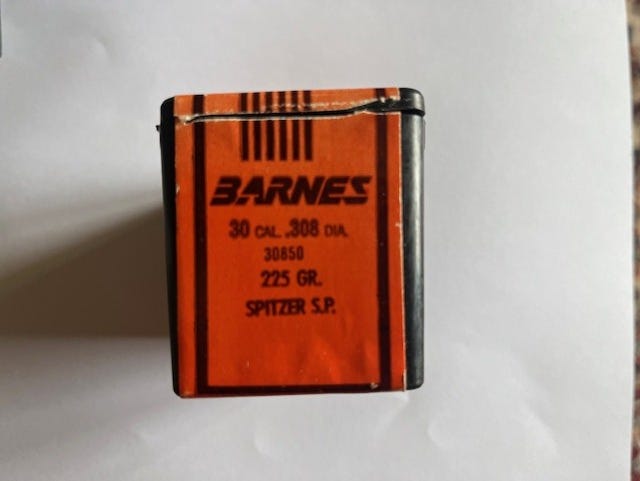 BARNES
30 CAL. .308 DIA.
30850
225 GR.
SPITZER S.P.